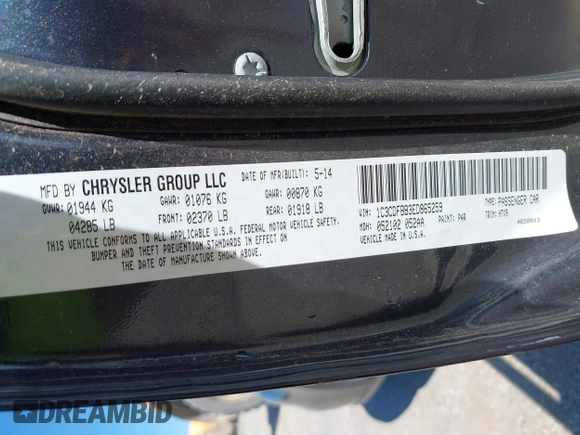 MFD BY CHRYSLER GROUP LLC
DATE OF MFR(BUILT): 5-14
GVWR: 01944 KG
GAWR: 01076 KG
GAWR: 00870 KG
04285 LB
FRONT: 02370 LB
REAR: 01918 LB
THIS VEHICLE CONFORMS TO ALL APPLICABLE U.S.A. FEDERAL MOTOR VEHICLE SAFETY,
BUMPER AND THEFT PREVENTION STANDARDS IN EFFECT ON
THE DATE OF MANUFACTURE SHOWN ABOVE.
VIN: 1C3CDFBB3ED865259
TYPE: PASSENGER CAR
MDH: 052102 052AA
PAINT: PAR
TRIM: H7X9
VEHICLE MADE IN U.S.A.
DREAMBID